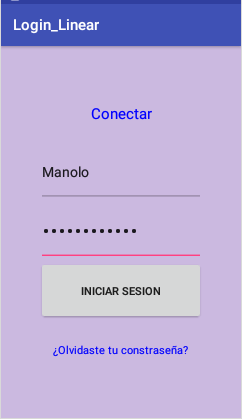 Login_Linear
Conectar
Manolo
••••••••••••
INICIAR SESION
¿Olvidaste tu constraseña?